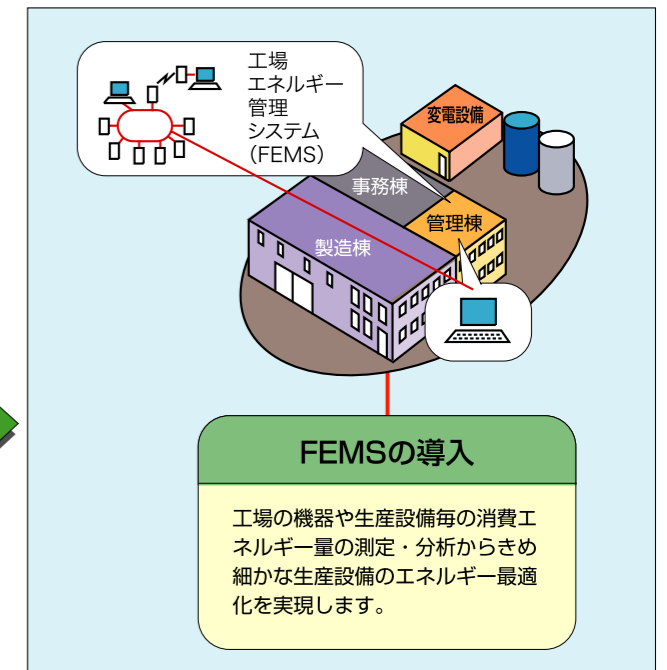 工場
エネルギー
管理
システム
(FEMS)
変電設備
事務棟
管理棟
製造棟
FEMSの導入
工場の機器や生産設備毎の消費エ
ネルギー量の測定・分析からきめ
細かな生産設備のエネルギー最適
化を実現します。